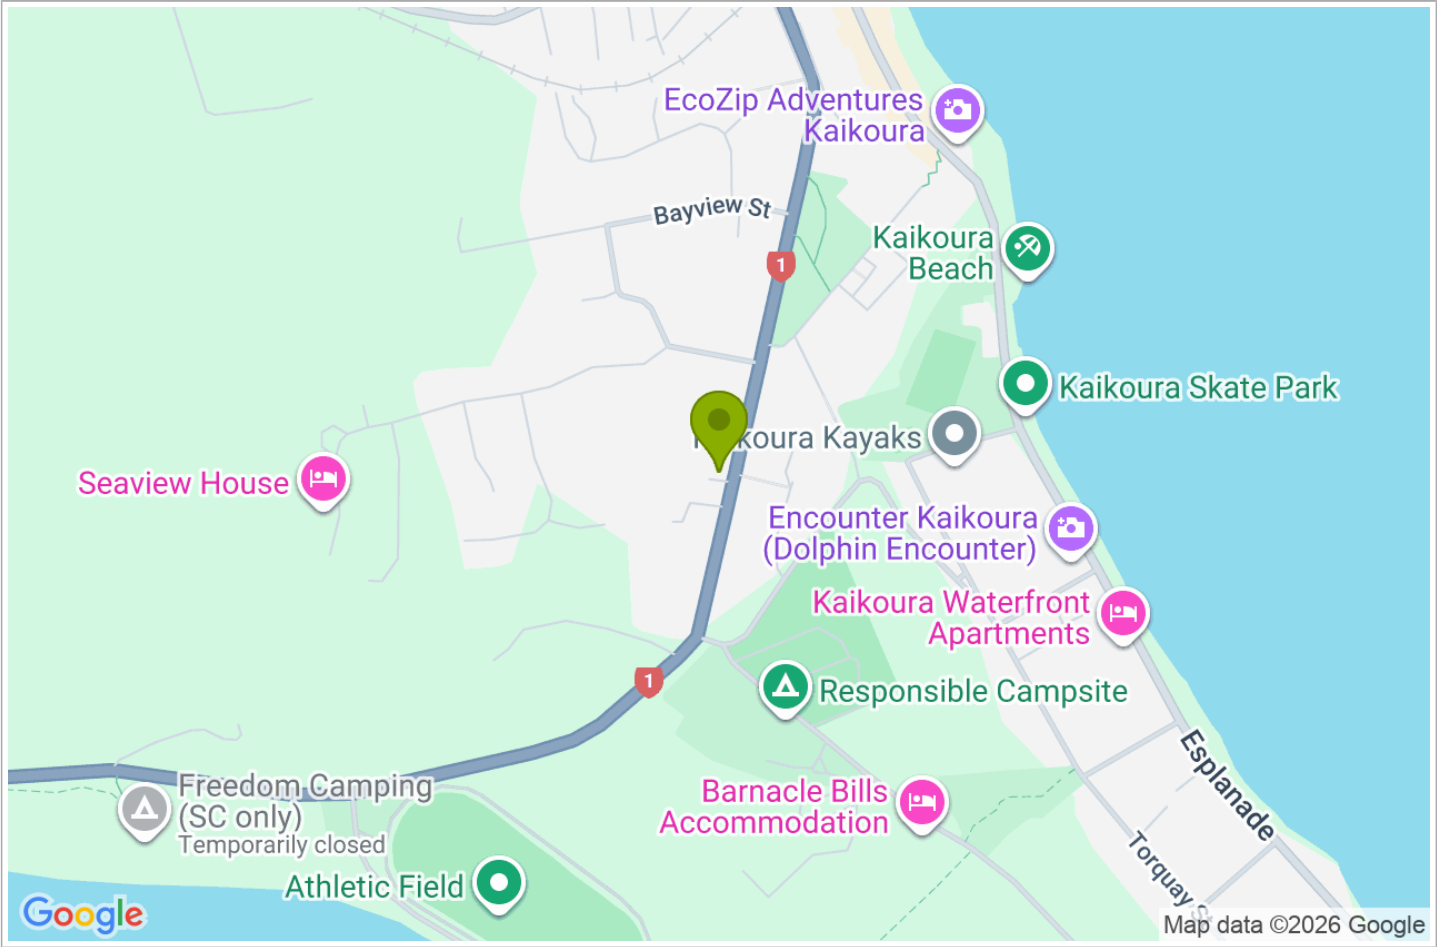 EcoZip Adventures
Kaikoura
Bayview St
Kaikoura
Beach
1
Kaikoura Skate Park
Kayaks
Seaview House
Encounter Kaikoura
(Dolphin Encounter)
Kaikoura Waterfront
Apartments
1
Responsible Campsite
Esplanade
Freedom Camping
(SC only)
Temporarily closed
Barnacle Bills
Accommodation
Torquay St
Athletic Field
Google
Map data ©2026 Google